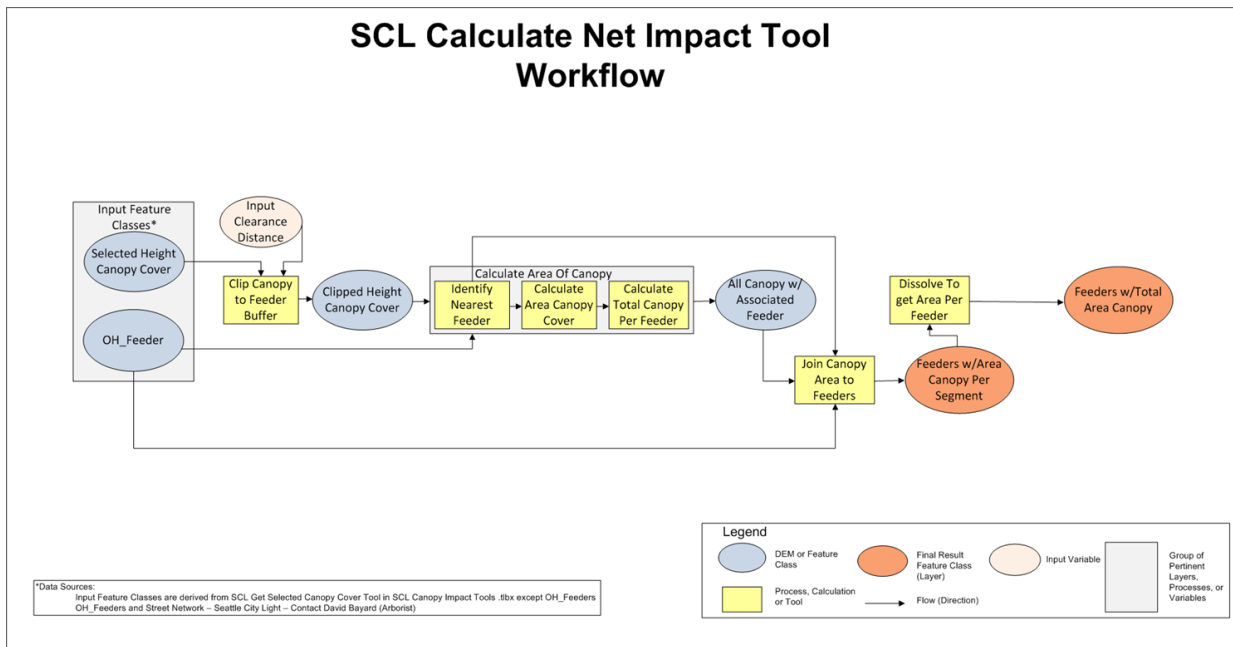 SCL Calculate Net Impact Tool
Workflow
Input Feature
Classes*
Selected Height
Canopy Cover
OH_Feeder
Input
Clearance
Distance
Clip Canopy
to Feeder
Buffer
Clipped Height
Canopy Cover
Calculate Area Of Canopy
Identify
Nearest
Feeder
Calculate
Area Canopy
Cover
Calculate
Total Canopy
Per Feeder
All Canopy w/
Associated
Feeder
Join Canopy
Area to
Feeders
Dissolve To
get Area Per
Feeder
Feeders w/Area
Canopy Per
Segment
Feeders w/Total
Area Canopy
Legend
DEM or Feature
Class
Final Result
Feature Class
(Layer)
Input Variable
Group of
Pertinent
Layers,
Processes, or
Variables
Process, Calculation
or Tool
Flow (Direction)
*Data Sources:
Input Feature Classes are derived from SCL Get Selected Canopy Cover Tool in SCL Canopy Impact Tools .tlbx except OH_Feeders
OH_Feeders and Street Network – Seattle City Light – Contact David Bayard (Arborist)